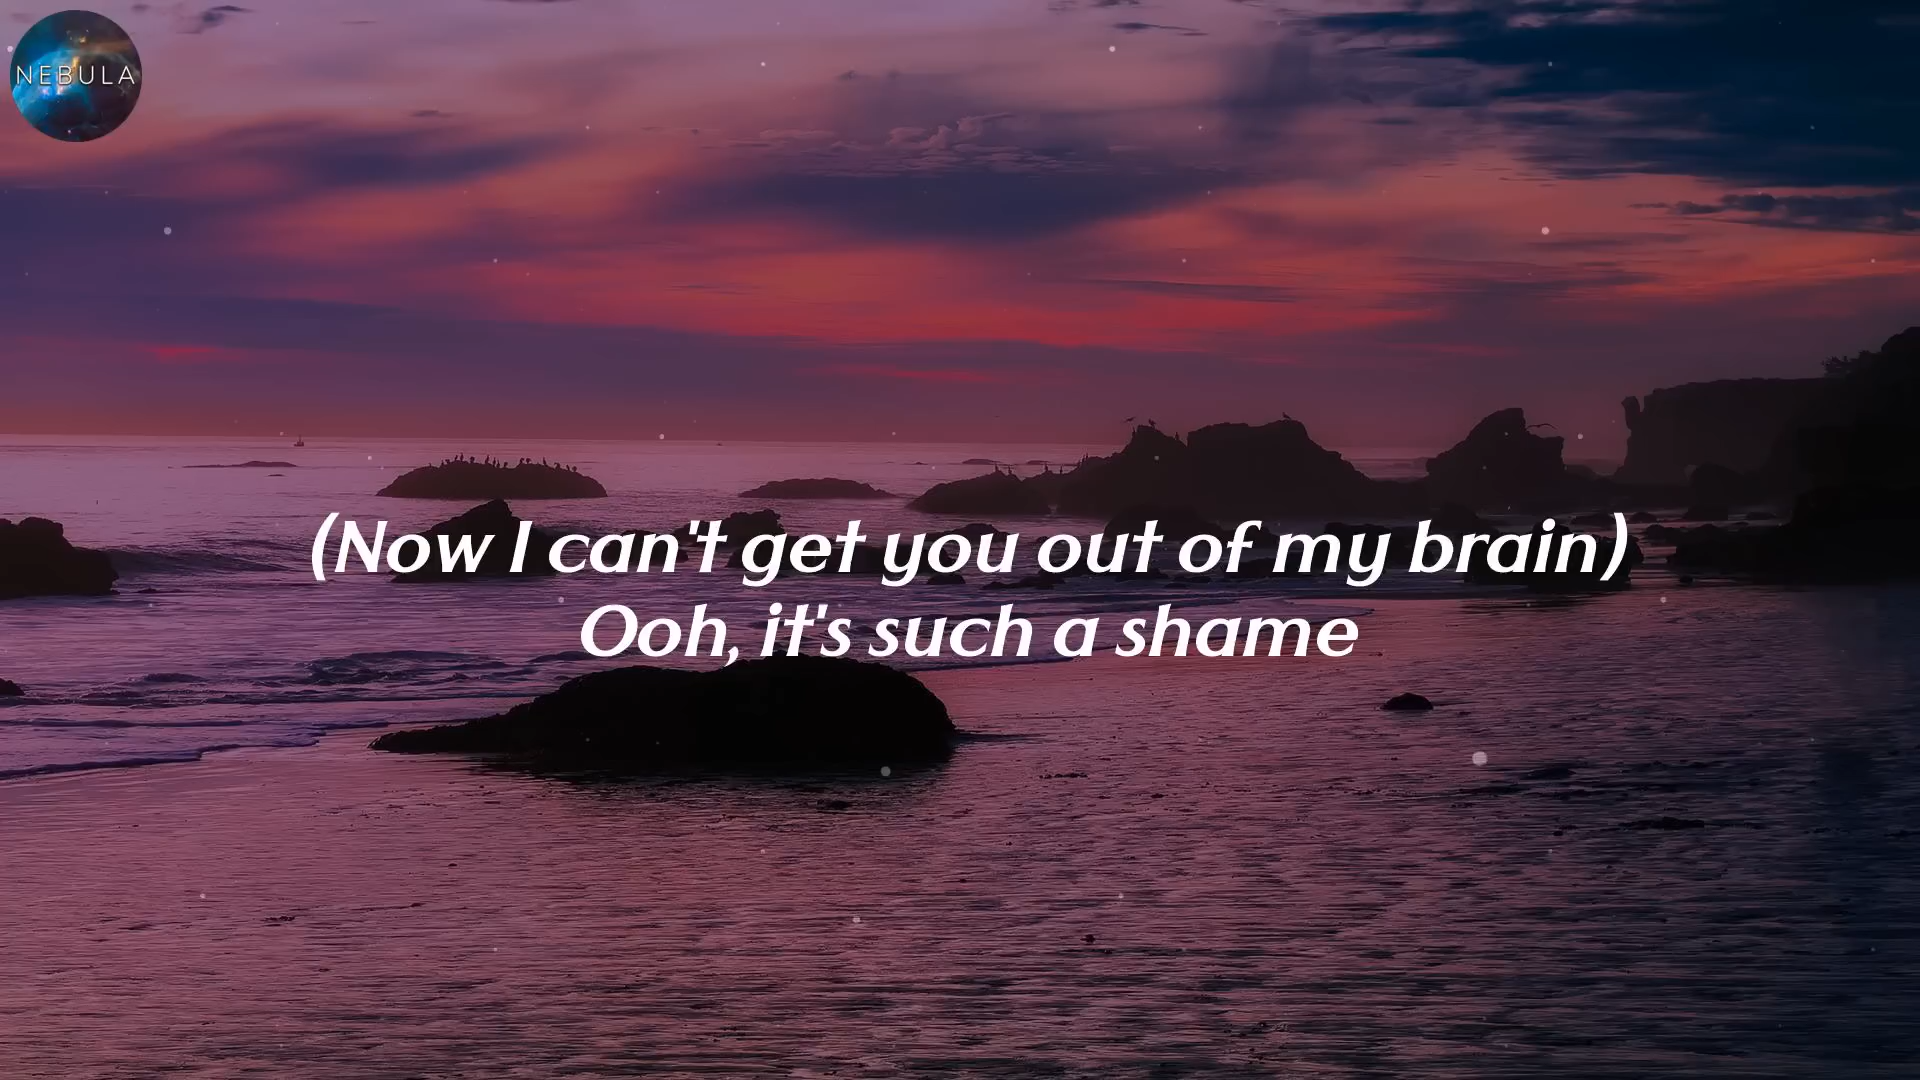 NEBULA
(Now I can't get you out of my brain)
Ooh, it's such a shame